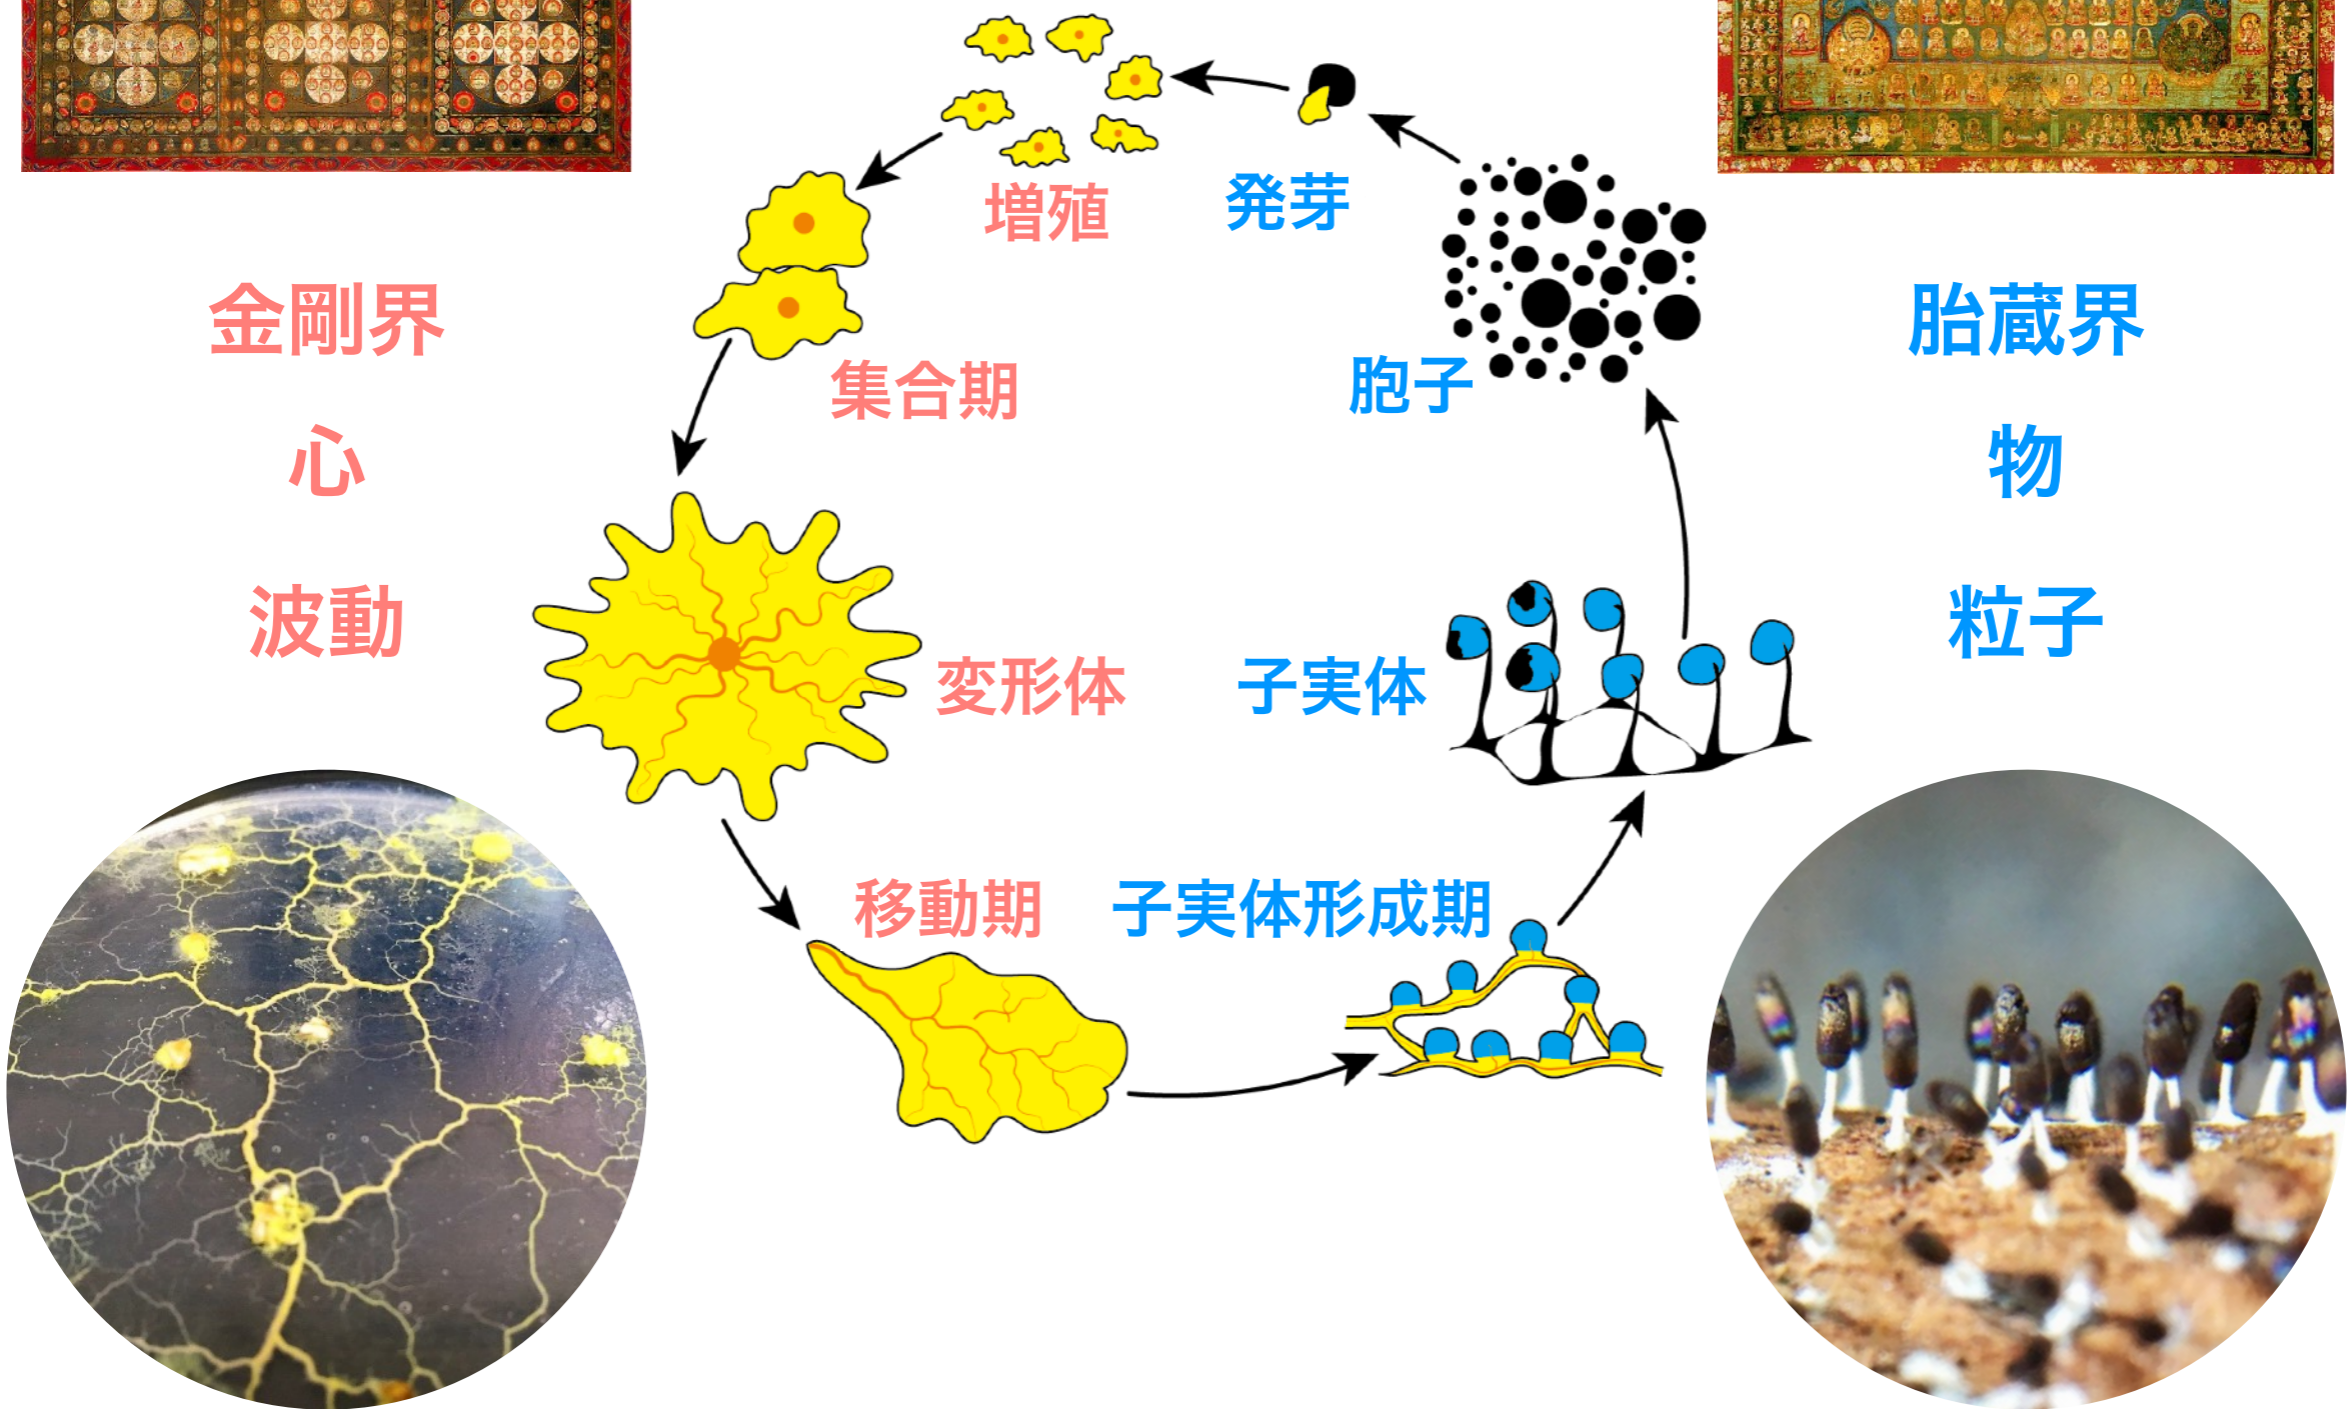 増殖
発芽
金剛界
胎蔵界
集合期
胞子
心
物
波動
粒子
変形体
子実体
移動期
子実体形成期